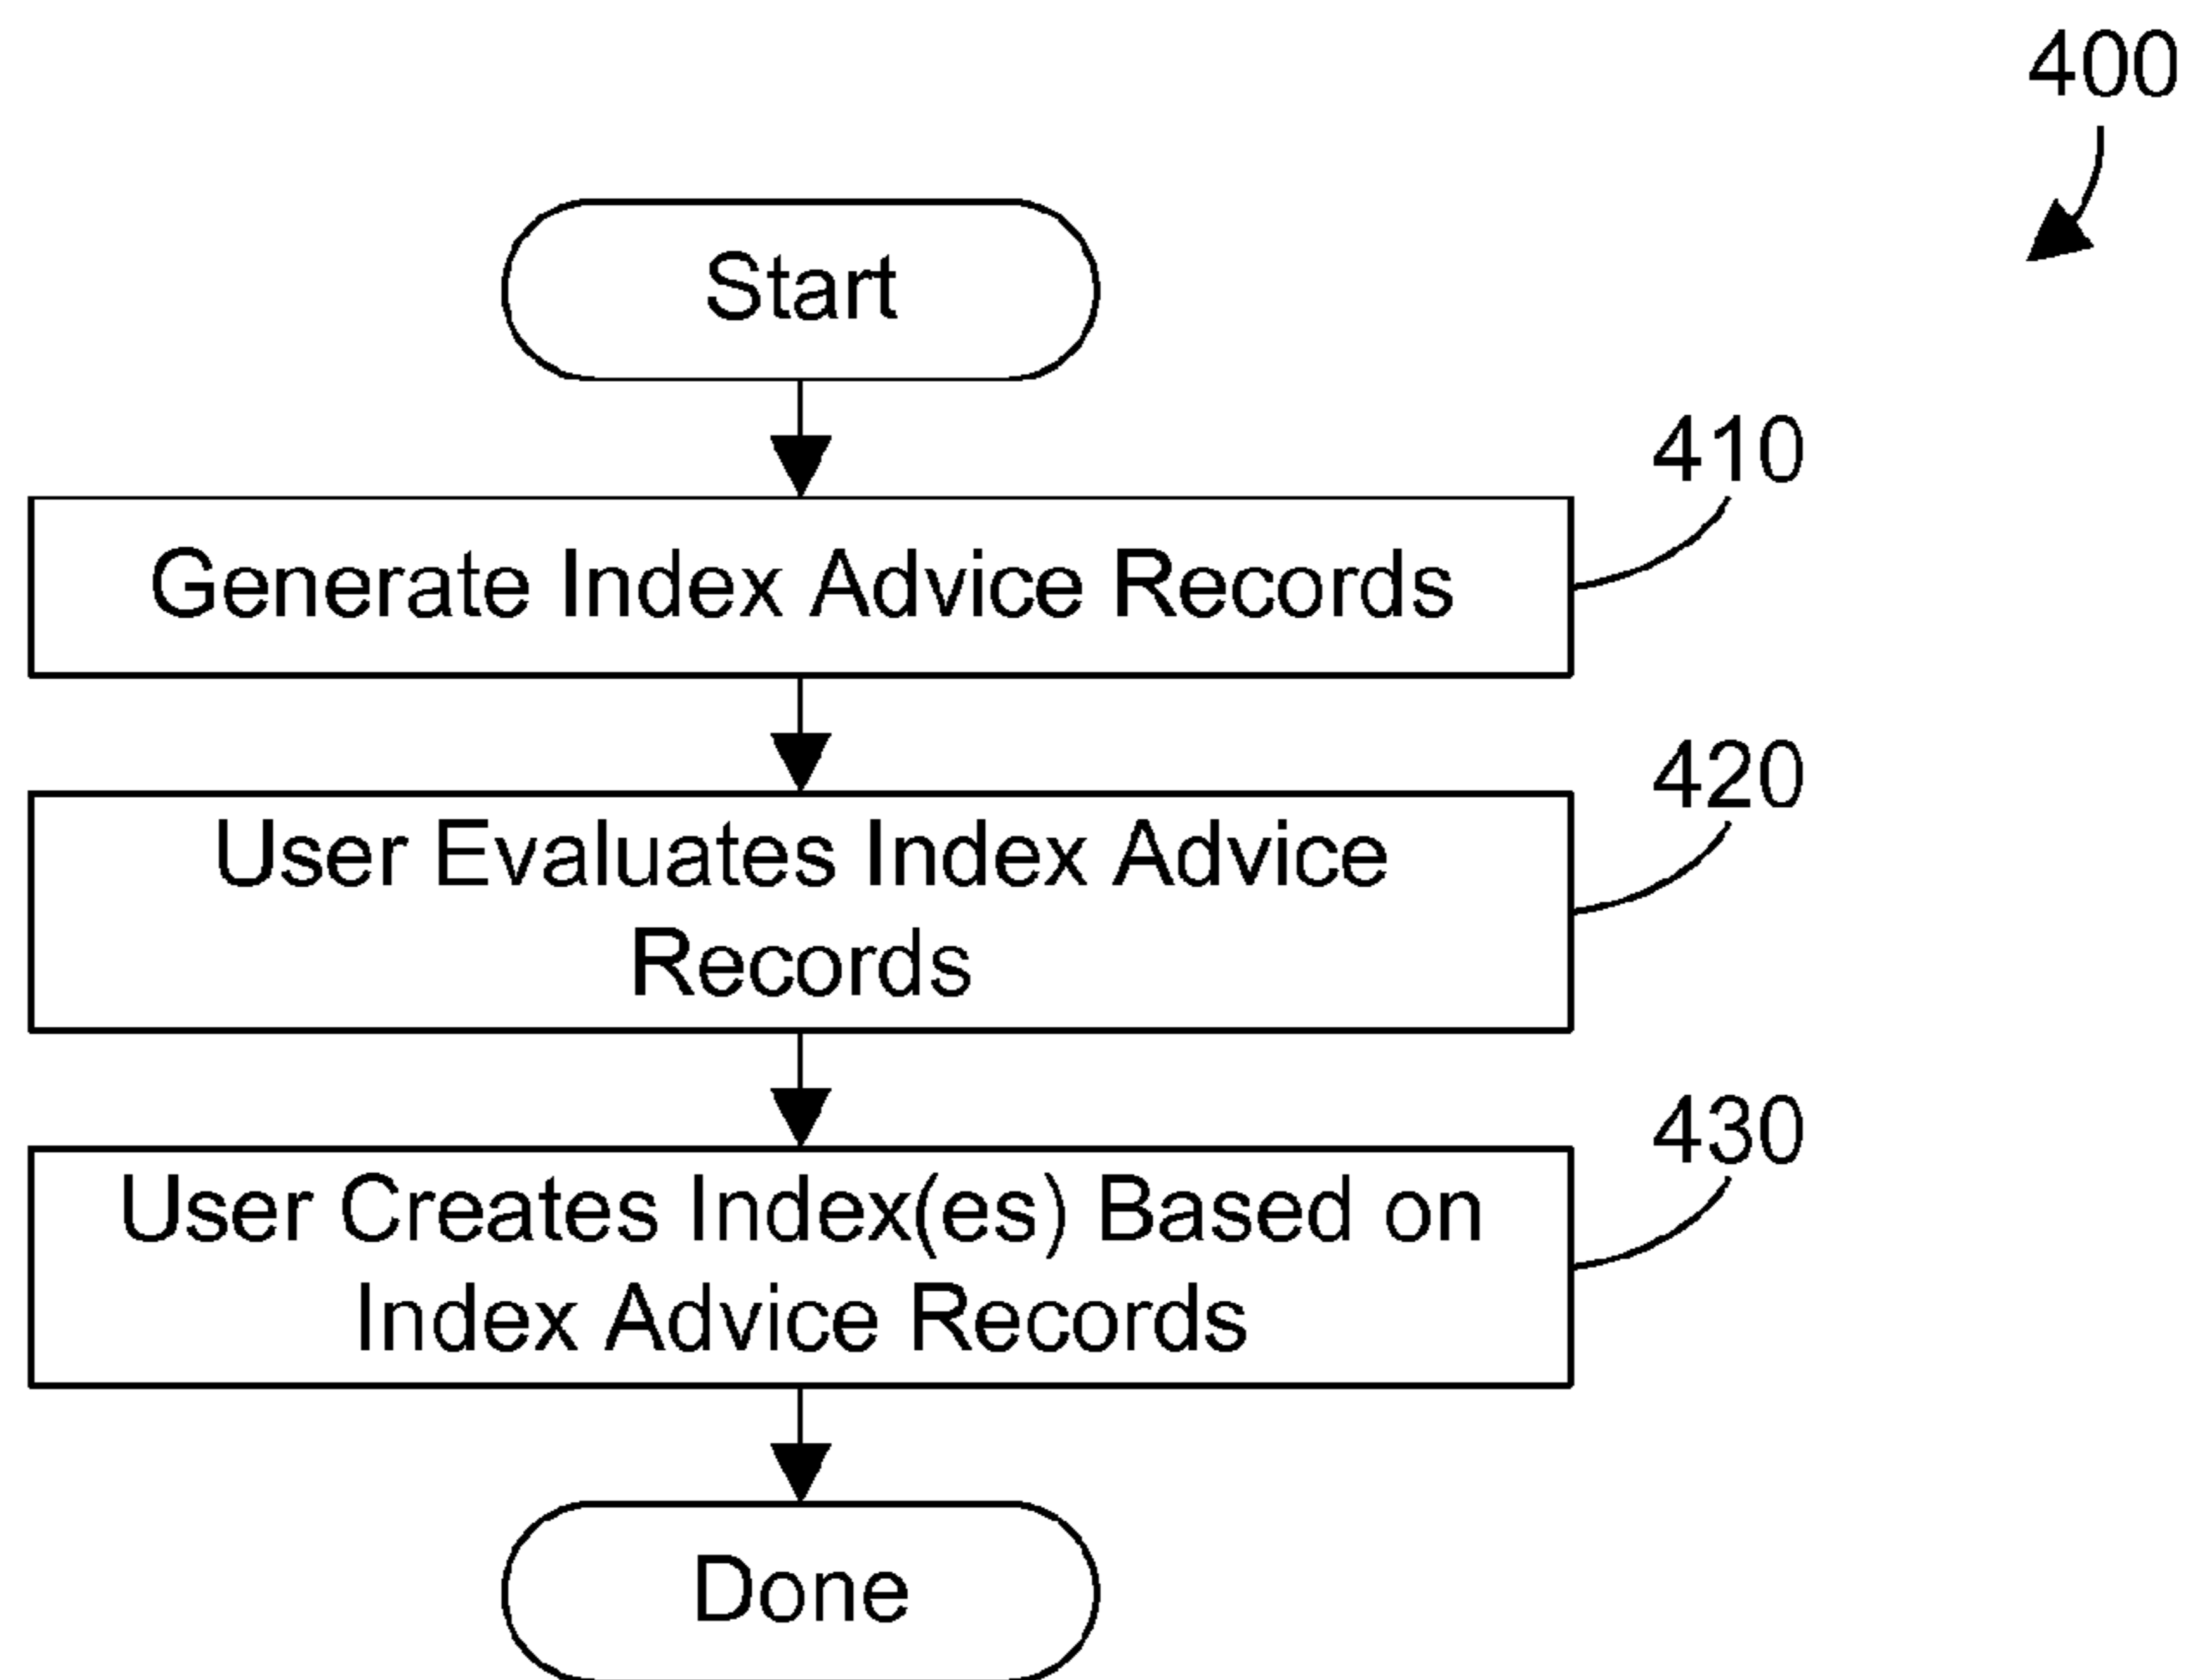 400
Start
410
Generate Index Advice Records
420
User Evaluates Index Advice
Records
430
User Creates Index(es) Based on
Index Advice Records
Done